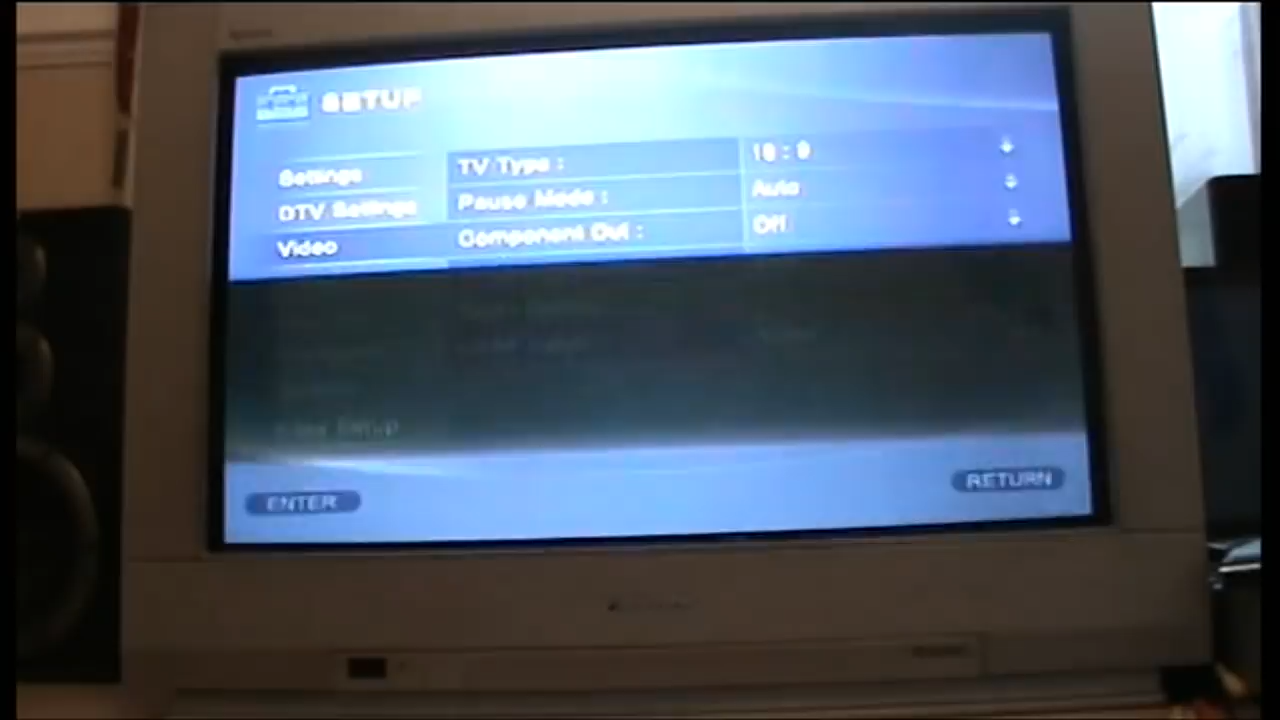 SETUP
Settings
DTV Settings
Video
TV Type : 16 : 9
Pause Mode : Auto
Component Out : Off
ENTER
RETURN